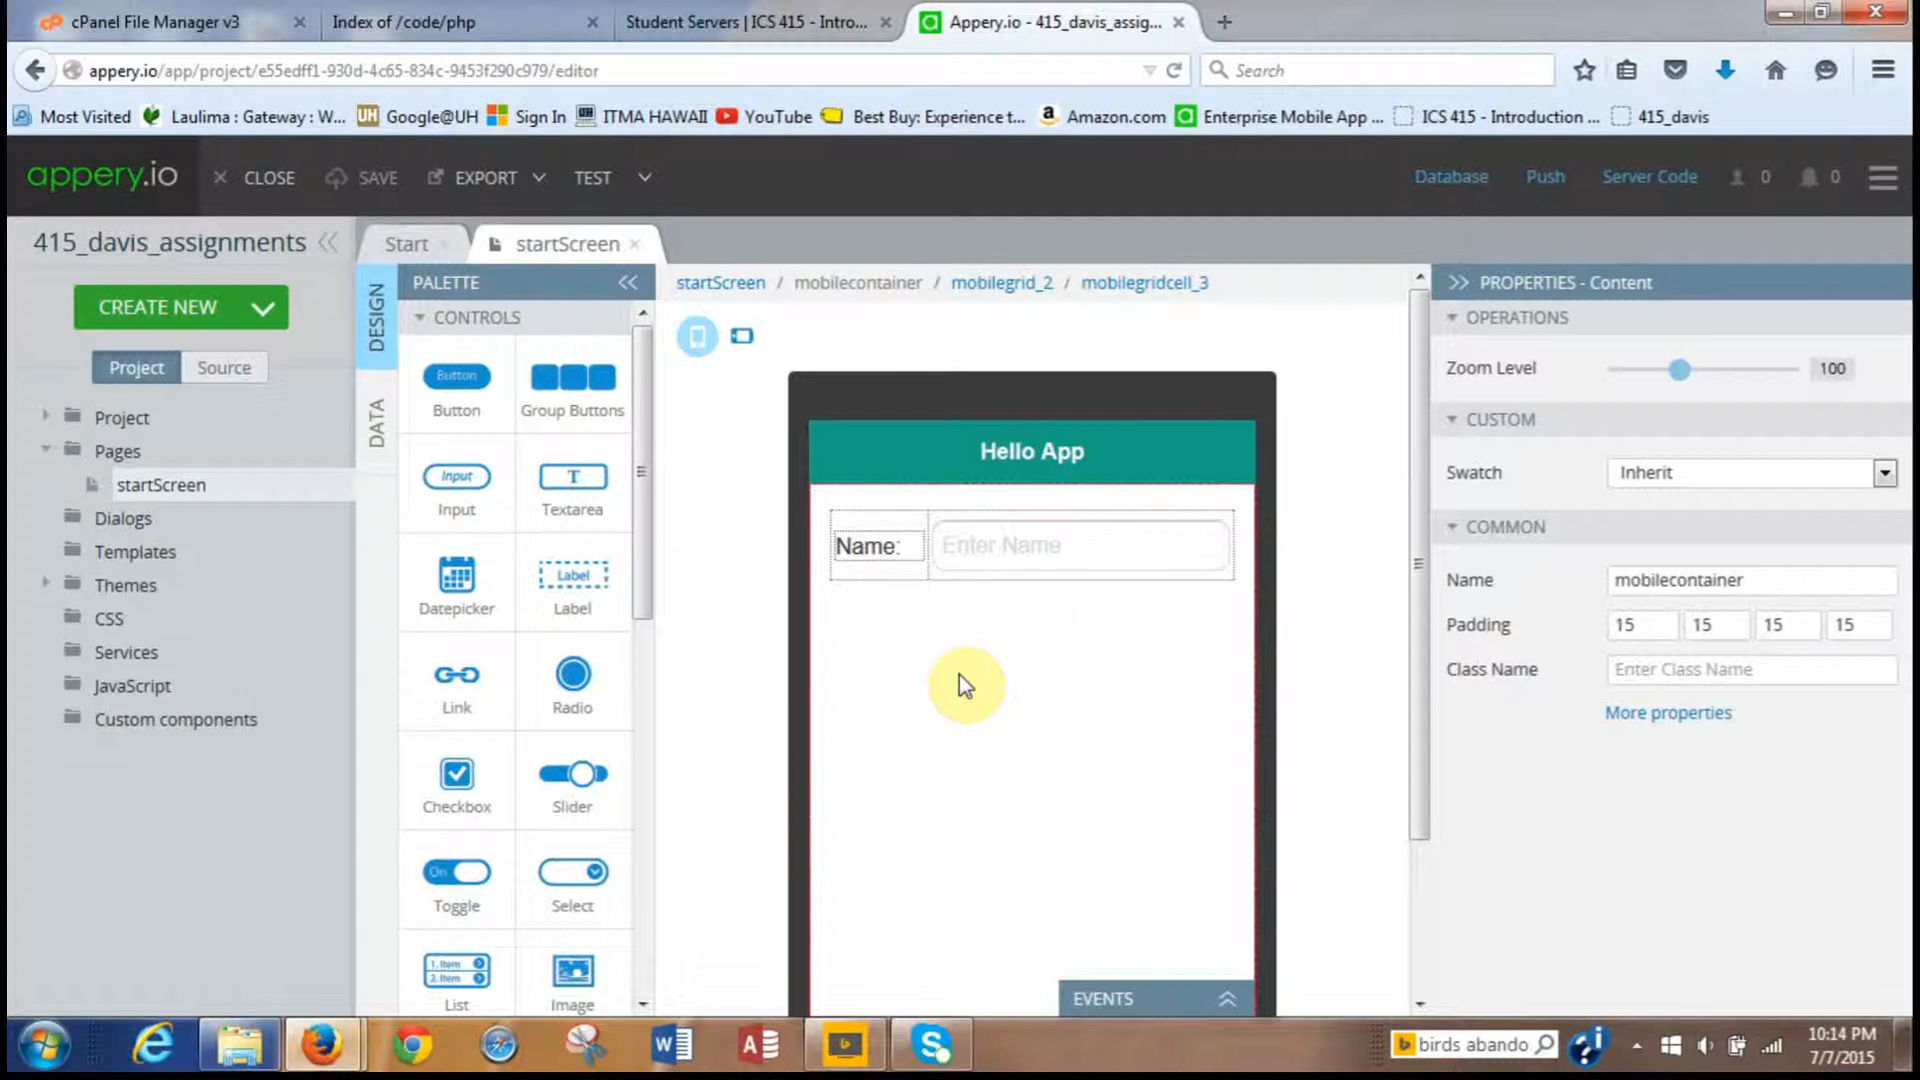 cPanel File Manager v3
Index of /code/php
Student Servers | ICS 415 - Intro...
Appery.io - 415_davis_assig...
appery.io/app/project/e55edff1-930d-4c65-834c-9453f290c979/editor
Search
Most Visited
Laulima : Gateway : W...
Google@UH
Sign In
ITMA HAWAII
YouTube
Best Buy: Experience t...
Amazon.com
Enterprise Mobile App ...
ICS 415 - Introduction ...
415_davis
appery.io
CLOSE
SAVE
EXPORT
TEST
Database
Push
Server Code
0
0
415_davis_assignments
Start
startScreen
CREATE NEW
Project
Source
Project
Pages
startScreen
Dialogs
Templates
Themes
CSS
Services
JavaScript
Custom components
DESIGN
DATA
PALETTE
CONTROLS
Button
Button
Group Buttons
Input
Input
T
Textarea
Datepicker
Label
Label
Link
Radio
Checkbox
Slider
On
Toggle
Select
1. Item
2. Item
List
Image
startScreen / mobilecontainer / mobilegrid_2 / mobilegridcell_3
Hello App
Name:
Enter Name
EVENTS
PROPERTIES - Content
OPERATIONS
Zoom Level
100
CUSTOM
Swatch
Inherit
COMMON
Name
mobilecontainer
Padding
15
15
15
15
Class Name
Enter Class Name
More properties
birds abando
10:14 PM
7/7/2015